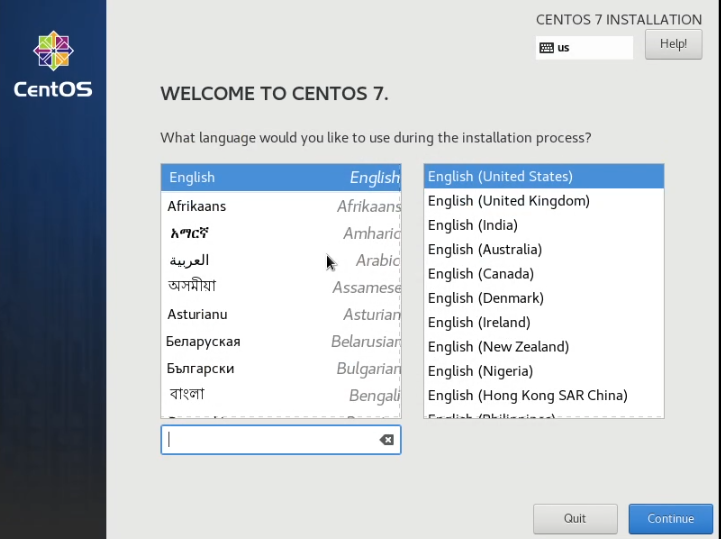 CentOS
CENTOS 7 INSTALLATION
us
Help!
WELCOME TO CENTOS 7.
What language would you like to use during the installation process?
English English
Afrikaans Afrikaans
አማርኛ Amharic
العربية Arabic
অসমীয়া Assamese
Asturianu Asturian
Беларуская Belarusian
Български Bulgarian
বাংলা Bengali
English (United States)
English (United Kingdom)
English (India)
English (Australia)
English (Canada)
English (Denmark)
English (Ireland)
English (New Zealand)
English (Nigeria)
English (Hong Kong SAR China)
English (Philippines)
Quit
Continue